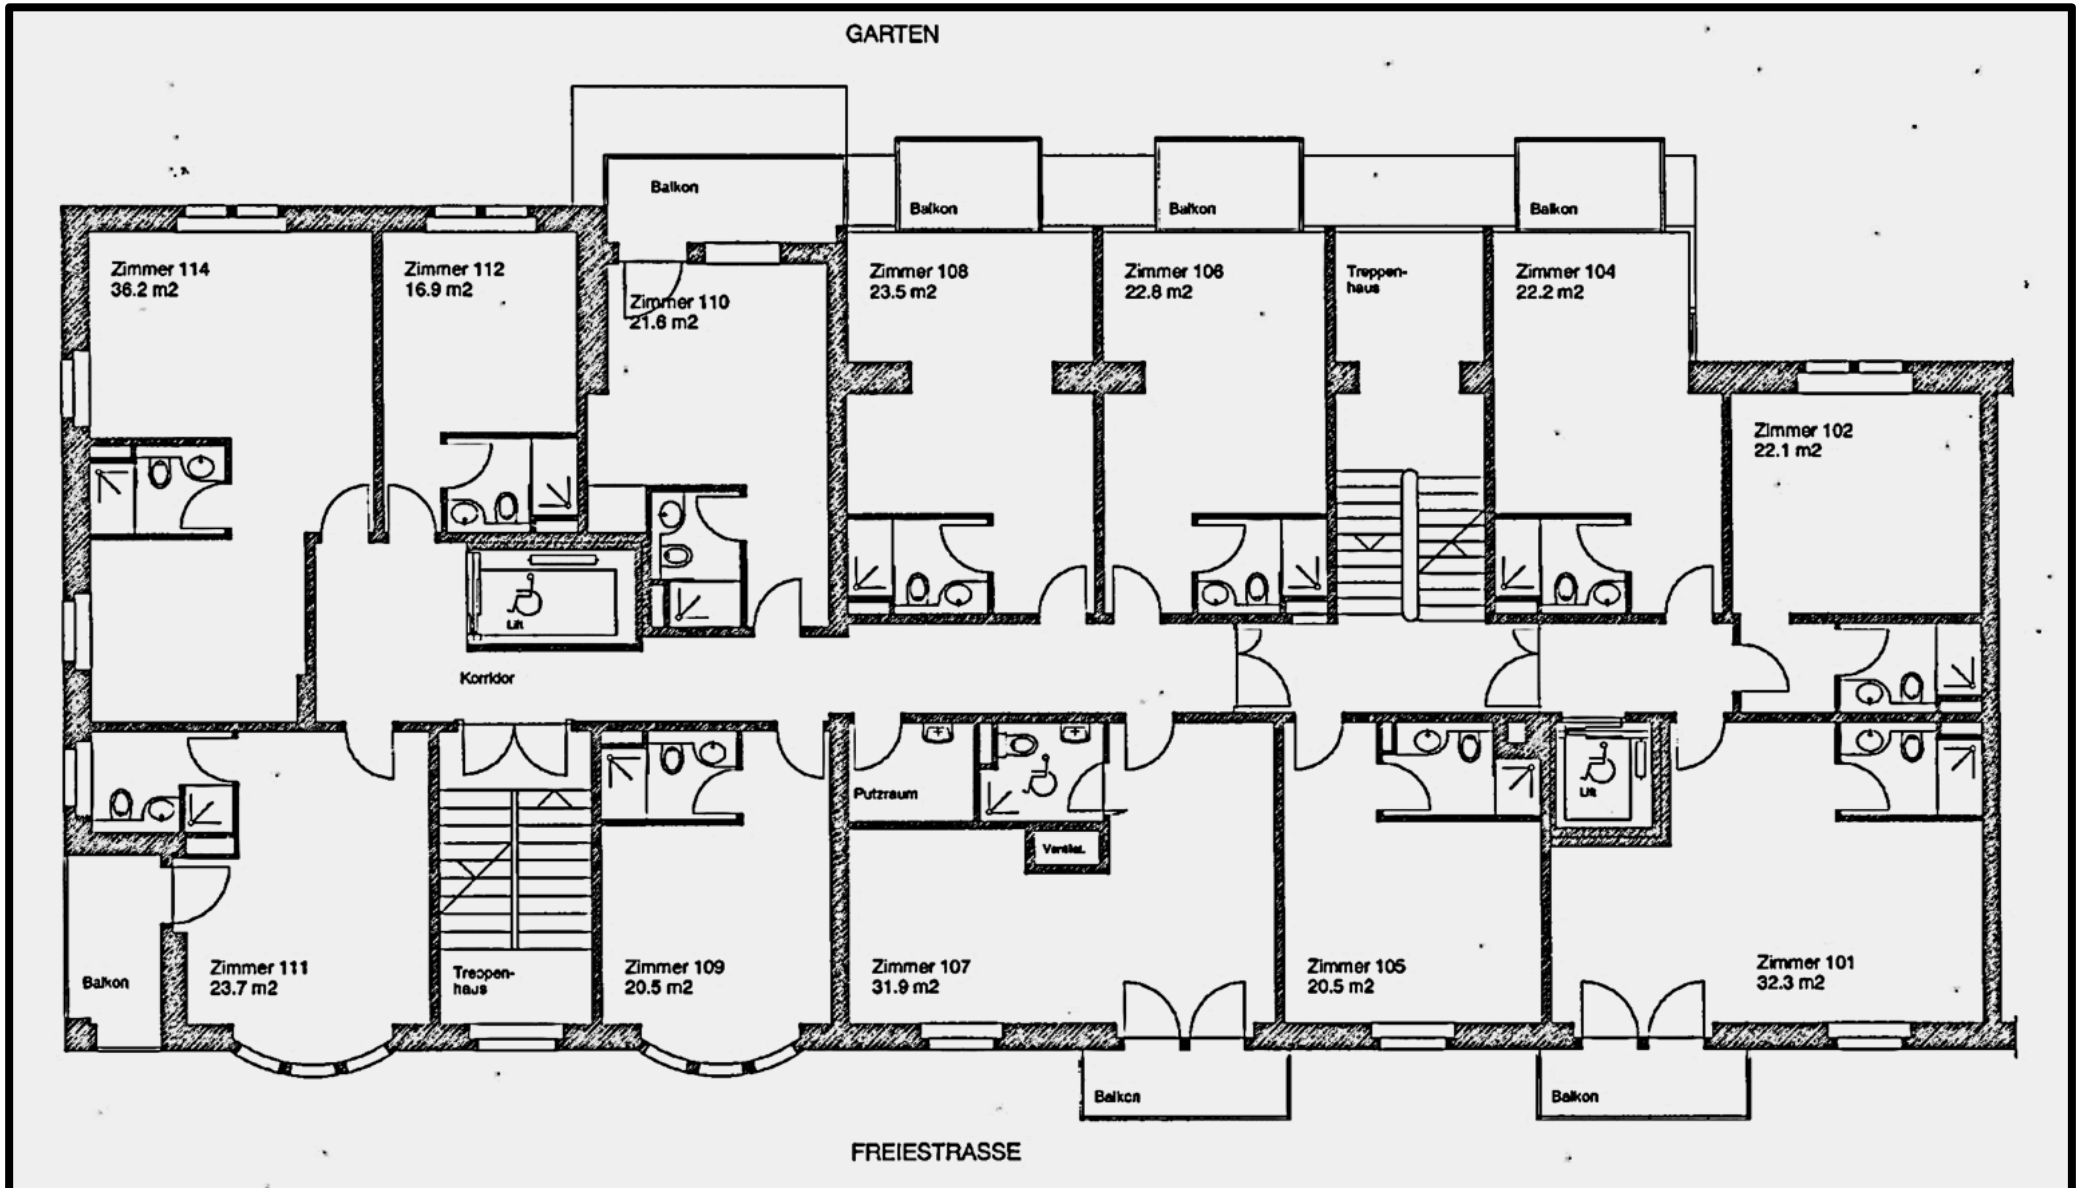 GARTEN
Balkon
Balkon
Balkon
Balkon
Zimmer 114
36.2 m2
Zimmer 112
16.9 m2
Zimmer 110
21.6 m2
Zimmer 108
23.5 m2
Zimmer 106
22.8 m2
Treppen-
haus
Zimmer 104
22.2 m2
Zimmer 102
22.1 m2
Lift
Korridor
Putzraum
Lift
Ventilat.
Balkon
Zimmer 111
23.7 m2
Treppen-
haus
Zimmer 109
20.5 m2
Zimmer 107
31.9 m2
Zimmer 105
20.5 m2
Zimmer 101
32.3 m2
Balkon
Balkon
FREIESTRASSE